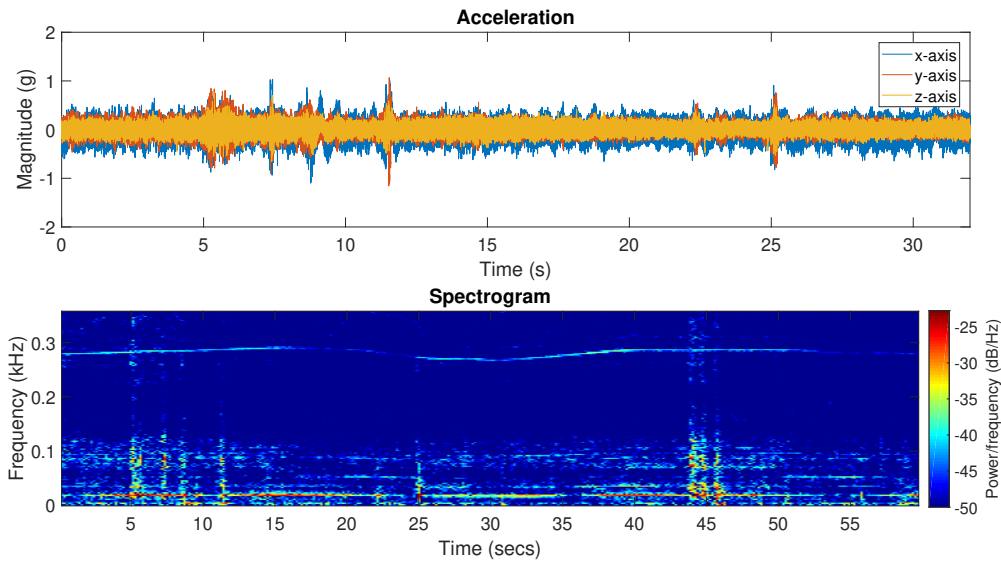 Acceleration
2
1
0
-1
-2
Magnitude (g)
x-axis
y-axis
z-axis
0 5 10 15 20 25 30
Time (s)
Spectrogram
0.3
0.2
0.1
0
Frequency (kHz)
-25
-30
-35
-40
-45
-50
Power/frequency (dB/Hz)
5 10 15 20 25 30 35 40 45 50 55
Time (secs)